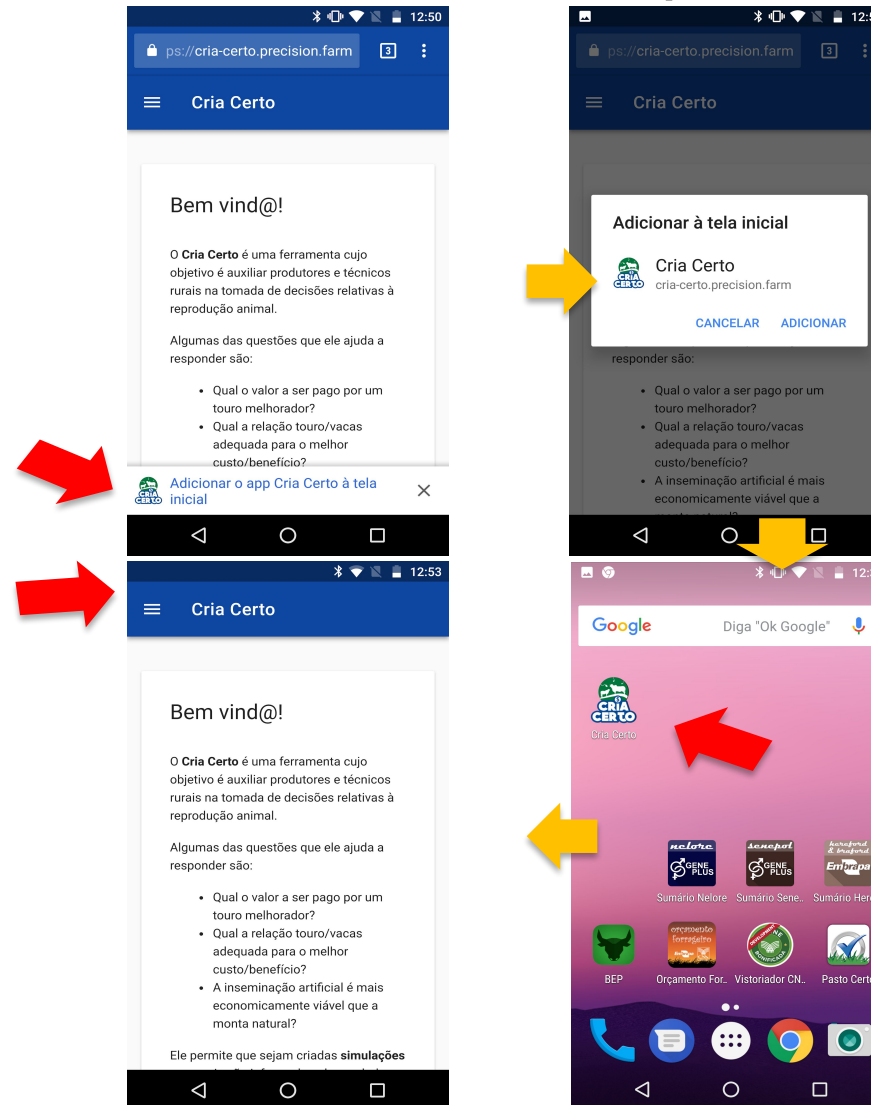 12:50
ps://cria-certo.precision.farm
3
Cria Certo
Bem vind@!
O Cria Certo é uma ferramenta cujo
objetivo é auxiliar produtores e técnicos
rurais na tomada de decisões relativas à
reprodução animal.
Algumas das questões que ele ajuda a
responder são:
• Qual o valor a ser pago por um
touro melhorador?
• Qual a relação touro/vacas
adequada para o melhor
custo/benefício?
CRIA
CERTO
Adicionar o app Cria Certo à tela
inicial
ps://cria-certo.precision.farm
3
Cria Certo
Adicionar à tela inicial
CRIA
CERTO
Cria Certo
cria-certo.precision.farm
CANCELAR ADICIONAR
responder são:
• Qual o valor a ser pago por um
touro melhorador?
• Qual a relação touro/vacas
adequada para o melhor
custo/benefício?
• A inseminação artificial é mais
economicamente viável que a
12:53
Cria Certo
Bem vind@!
O Cria Certo é uma ferramenta cujo
objetivo é auxiliar produtores e técnicos
rurais na tomada de decisões relativas à
reprodução animal.
Algumas das questões que ele ajuda a
responder são:
• Qual o valor a ser pago por um
touro melhorador?
• Qual a relação touro/vacas
adequada para o melhor
custo/benefício?
• A inseminação artificial é mais
economicamente viável que a
monta natural?
Ele permite que sejam criadas simulações
Google Diga "Ok Google"
CRIA
CERTO
Cria Certo
nelore
GENE
PLUS
senepol
GENE
PLUS
hereford
& braford
Embrapa
Sumário Nelore Sumário Sene.. Sumário Her
orçamento
forrageiro
DEVELOPMENT
BEP Orçamento For.. Vistoriador CN.. Pasto Cert